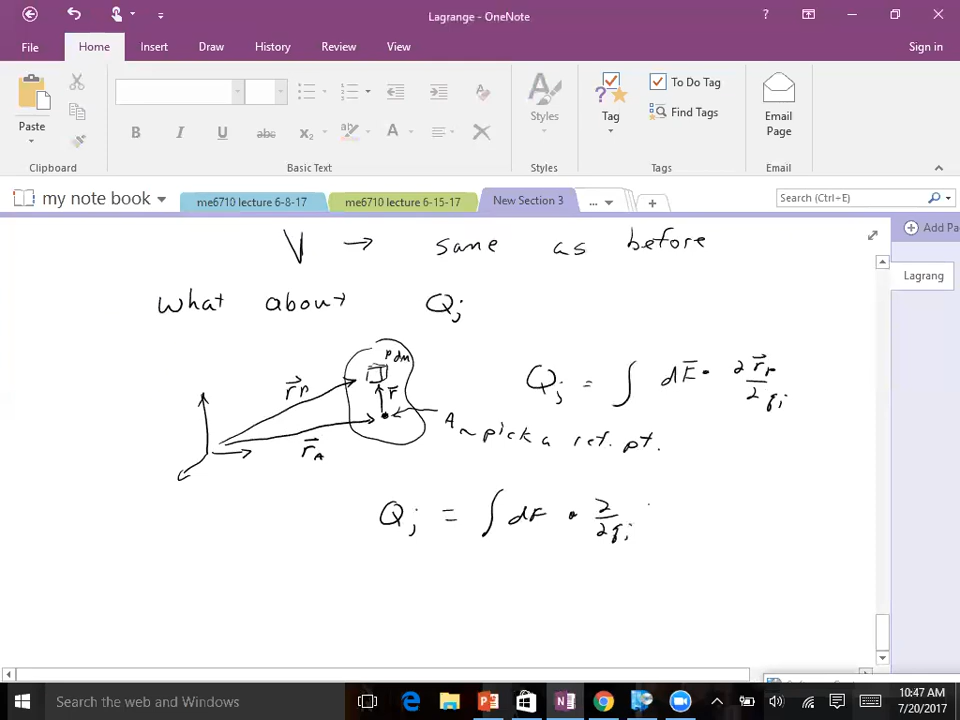 Lagrange - OneNote
?
File Home Insert Draw History Review View Sign in
Paste
B I U abc x₂ A
Styles
Tag
To Do Tag
Find Tags
Email Page
Clipboard
Basic Text
Styles
Tags
Email
my note book
me6710 lecture 6-8-17
me6710 lecture 6-15-17
New Section 3
...
Search (Ctrl+E)
Add Pa
Lagrang
V → same as before
what about Qj
P dm
r⃗P
r̄
A ~ pick a ref. pt.
r⃗A
Qj = ∫ dF̄ • ∂r⃗P/∂qj
Qj = ∫ dF • ∂/∂qj
Search the web and Windows
10:47 AM
7/20/2017